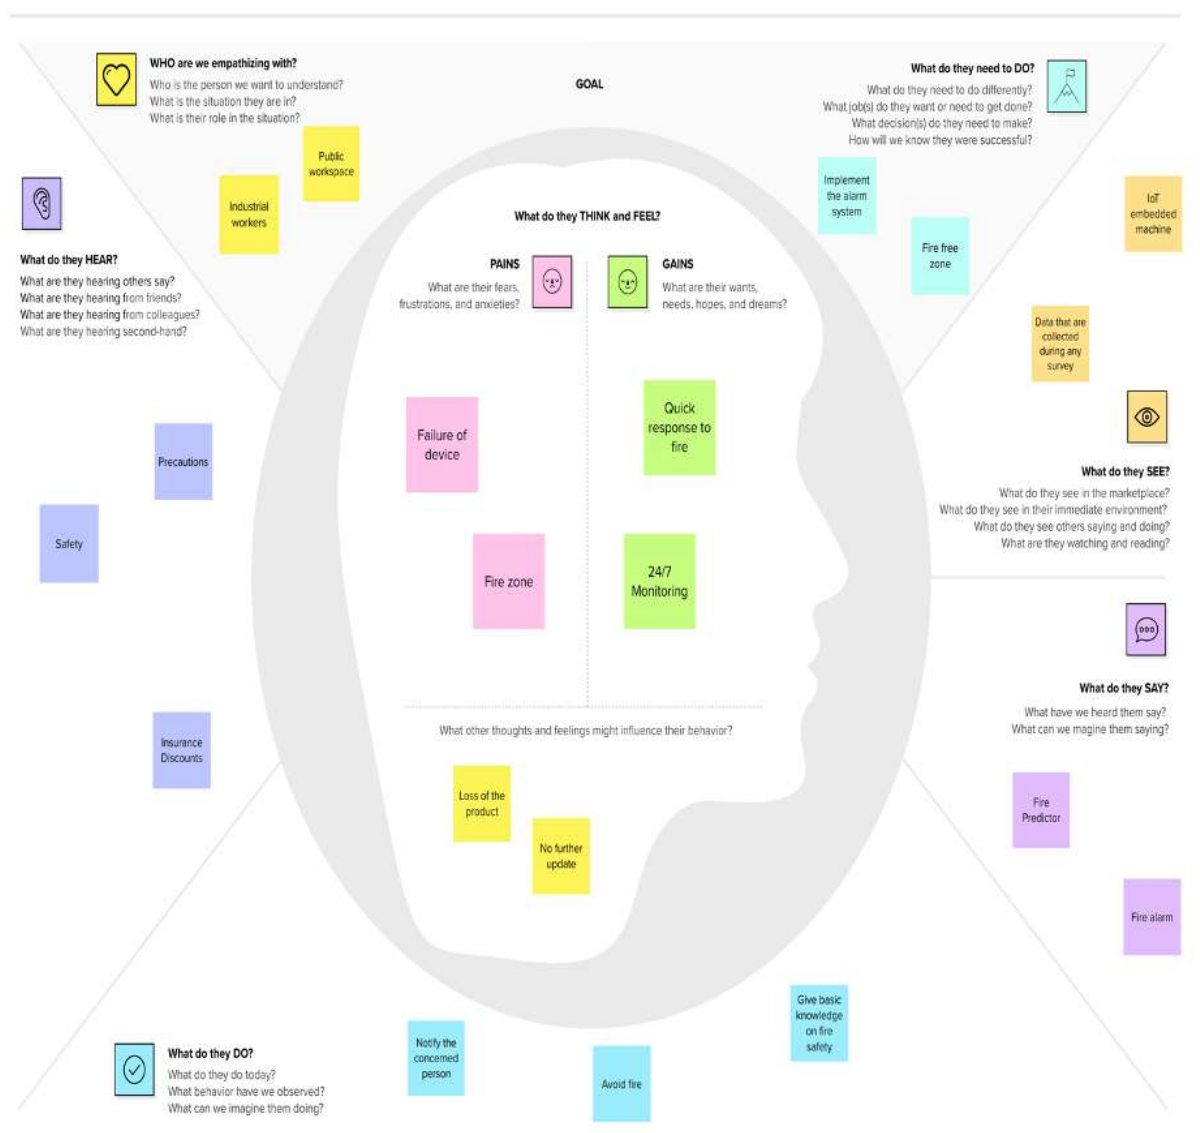 WHO are we empathizing with?
Who is the person we want to understand?
What is the situation they are in?
What is their role in the situation?
Public
workspace
Industrial
workers
GOAL
What do they need to DO?
What do they need to do differently?
What job(s) do they want or need to get done?
What decision(s) do they need to make?
How will we know they were successful?
Implement
the alarm
system
Fire free
zone
IoT
embedded
machine
Data that are
collected
during any
survey
What do they HEAR?
What are they hearing others say?
What are they hearing from friends?
What are they hearing from colleagues?
What are they hearing second-hand?
Precautions
Safety
Insurance
Discounts
What do they THINK and FEEL?
PAINS
What are their fears,
frustrations, and anxieties?
GAINS
What are their wants,
needs, hopes, and dreams?
Failure of
device
Fire zone
Quick
response to
fire
24/7
Monitoring
What other thoughts and feelings might influence their behavior?
Loss of the
product
No further
update
What do they SEE?
What do they see in the marketplace?
What do they see in their immediate environment?
What do they see others saying and doing?
What are they watching and reading?
What do they SAY?
What have we heard them say?
What can we magine them saying?
Fire
Predictor
Fire alarm
What do they DO?
What do they do today?
What behavior have we observed?
What can we imagine them doing?
Notify the
concerned
person
Avoid fire
Give basic
knowledge
on fire
safety